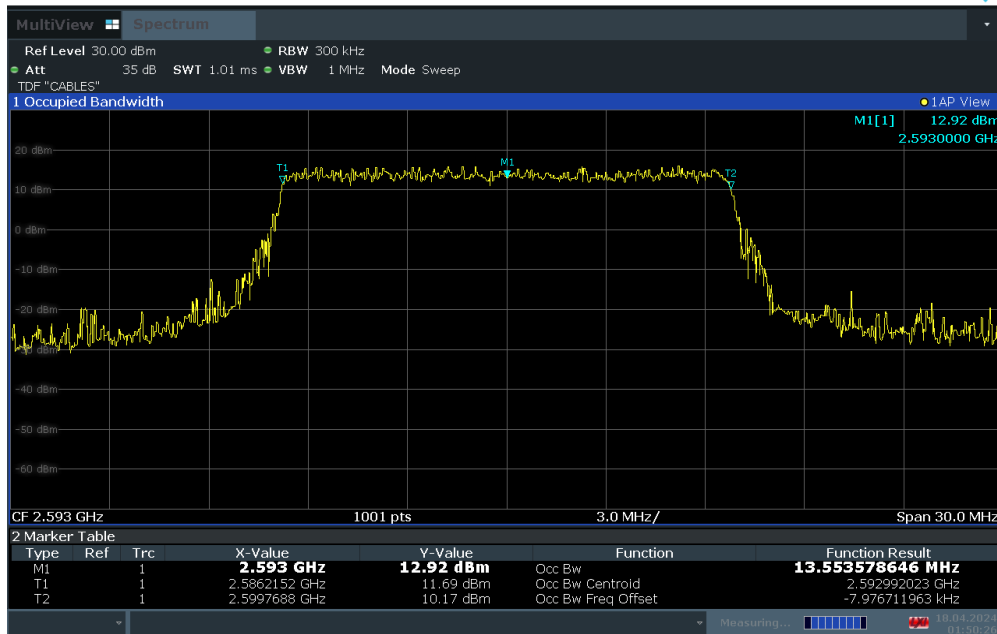 MultiView Spectrum
Ref Level 30.00 dBm RBW 300 kHz
Att 35 dB SWT 1.01 ms VBW 1 MHz Mode Sweep
TDF "CABLES"
1 Occupied Bandwidth 1AP View
M1[1] 12.92 dBm
2.5930000 GHz
20 dBm
T1 M1 T2
10 dBm
0 dBm
-10 dBm
-20 dBm
-30 dBm
-40 dBm
-50 dBm
-60 dBm
CF 2.593 GHz 1001 pts 3.0 MHz/ Span 30.0 MHz
2 Marker Table
Type Ref Trc X-Value Y-Value Function Function Result
M1 1 2.593 GHz 12.92 dBm Occ Bw 13.553578646 MHz
T1 1 2.5862152 GHz 11.69 dBm Occ Bw Centroid 2.592992023 GHz
T2 1 2.5997688 GHz 10.17 dBm Occ Bw Freq Offset -7.976711963 kHz
Measuring... 18.04.2024
01:50:26